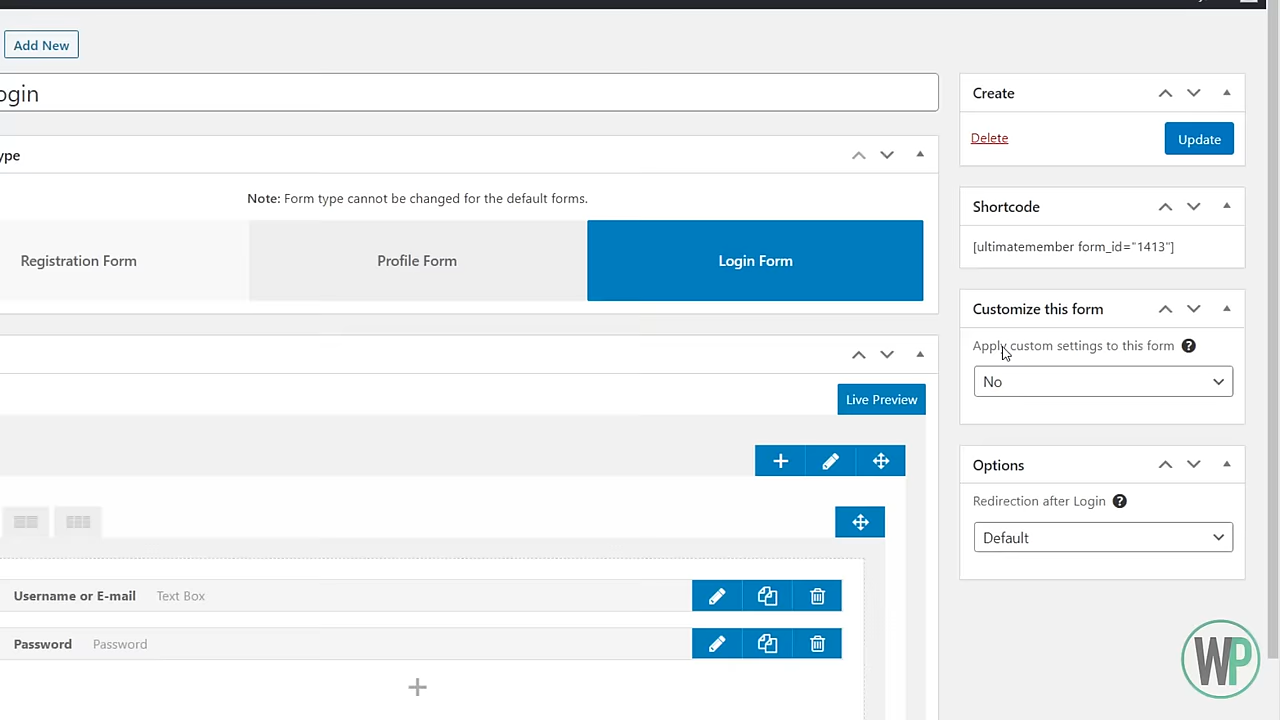 Add New
ogin
Create
Delete
Update
ype
Note: Form type cannot be changed for the default forms.
Registration Form
Profile Form
Login Form
Shortcode
[ultimatemember form_id="1413"]
Customize this form
Apply custom settings to this form
No
Live Preview
Options
Redirection after Login
Default
Username or E-mail Text Box
Password Password
WP